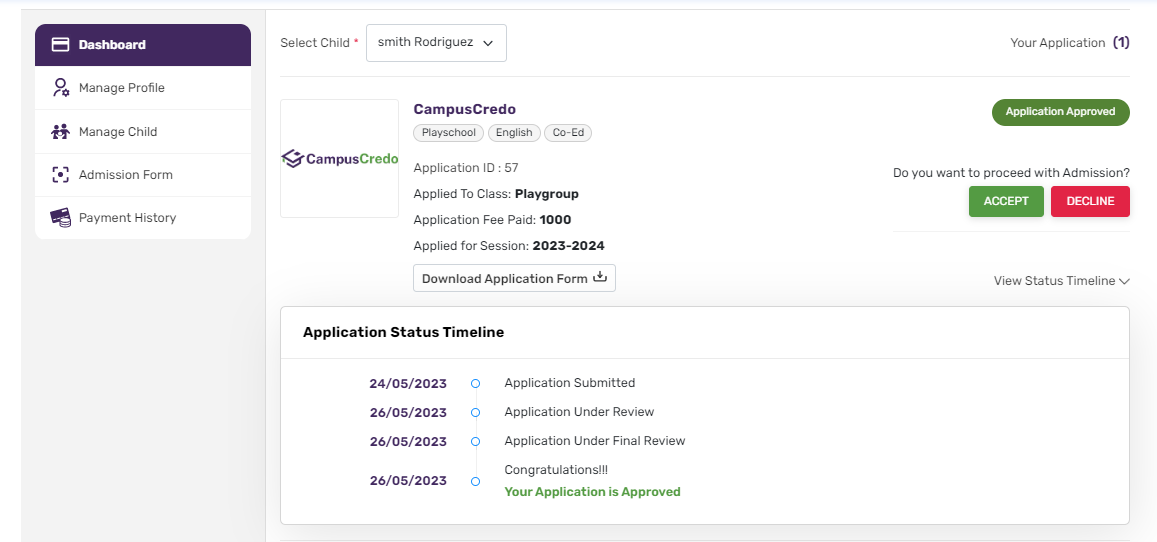 Dashboard
Manage Profile
Manage Child
Admission Form
Payment History
Select Child * smith Rodriguez
Your Application (1)
CampusCredo
CampusCredo
Playschool English Co-Ed
Application ID : 57
Applied To Class: Playgroup
Application Fee Paid: 1000
Applied for Session: 2023-2024
Download Application Form
Application Approved
Do you want to proceed with Admission?
ACCEPT DECLINE
View Status Timeline
Application Status Timeline
24/05/2023 Application Submitted
26/05/2023 Application Under Review
26/05/2023 Application Under Final Review
26/05/2023 Congratulations!!!
Your Application is Approved